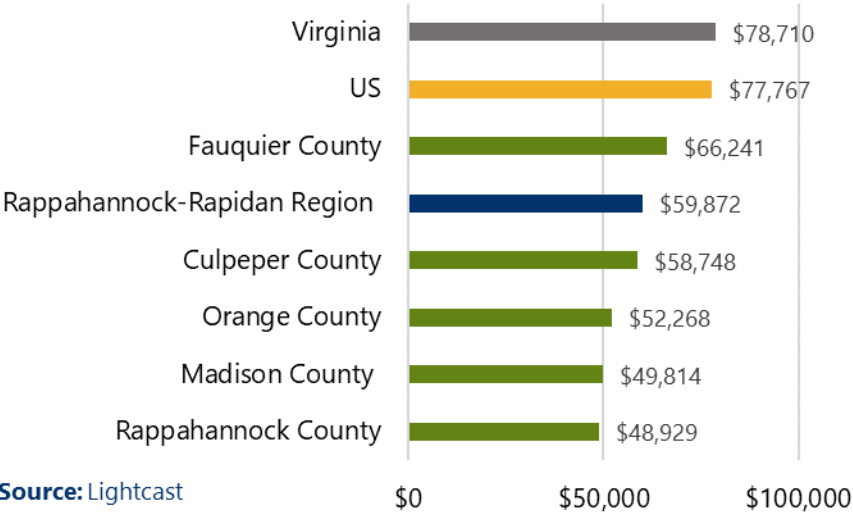 Virginia $78,710
US $77,767
Fauquier County $66,241
Rappahannock-Rapidan Region $59,872
Culpeper County $58,748
Orange County $52,268
Madison County $49,814
Rappahannock County $48,929
$0 $50,000 $100,000
Source: Lightcast